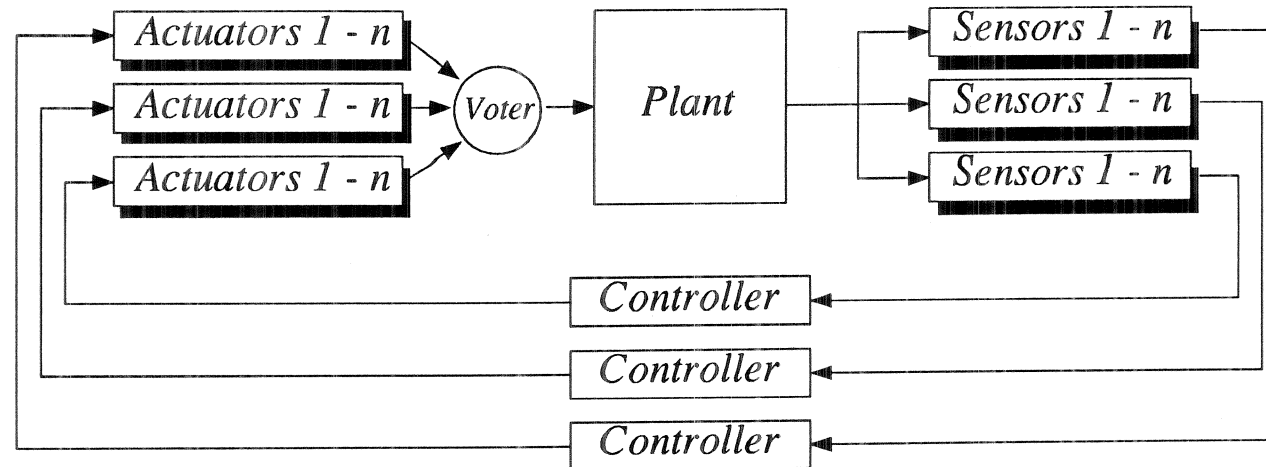 Actuators 1 - n
Actuators 1 - n
Actuators 1 - n
Voter
Plant
Sensors 1 - n
Sensors 1 - n
Sensors 1 - n
Controller
Controller
Controller